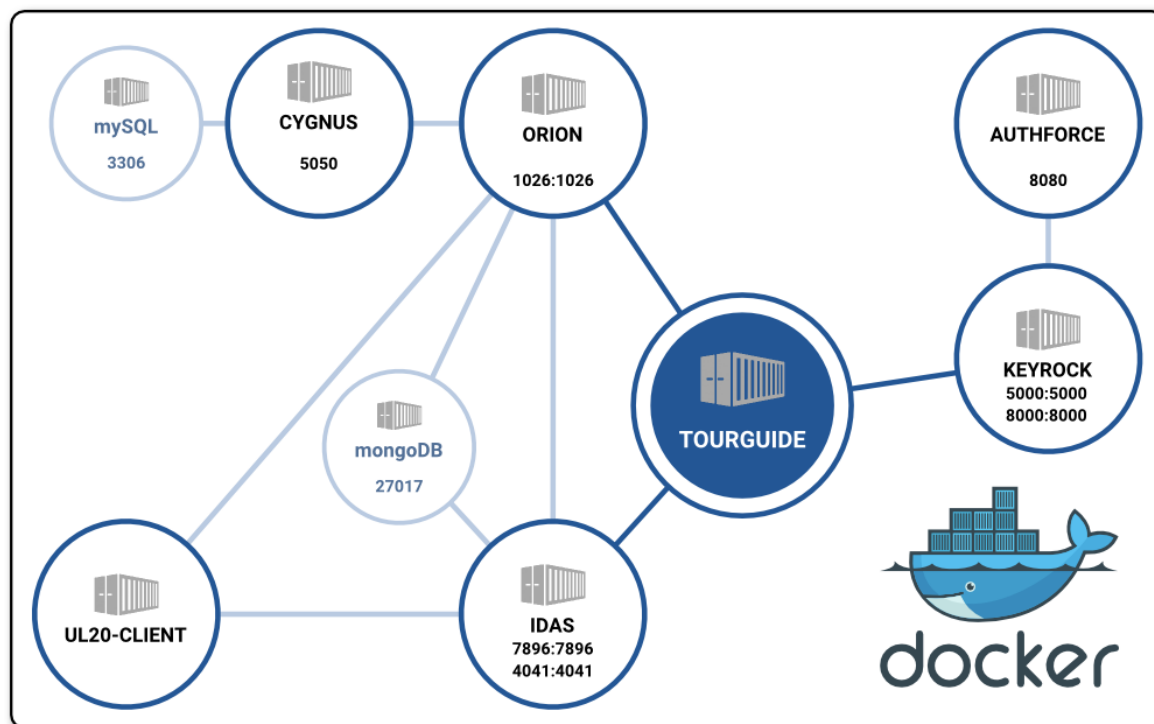 mySQL
3306
CYGNUS
5050
ORION
1026:1026
AUTHFORCE
8080
KEYROCK
5000:5000
8000:8000
TOURGUIDE
mongoDB
27017
UL20-CLIENT
IDAS
7896:7896
4041:4041
docker